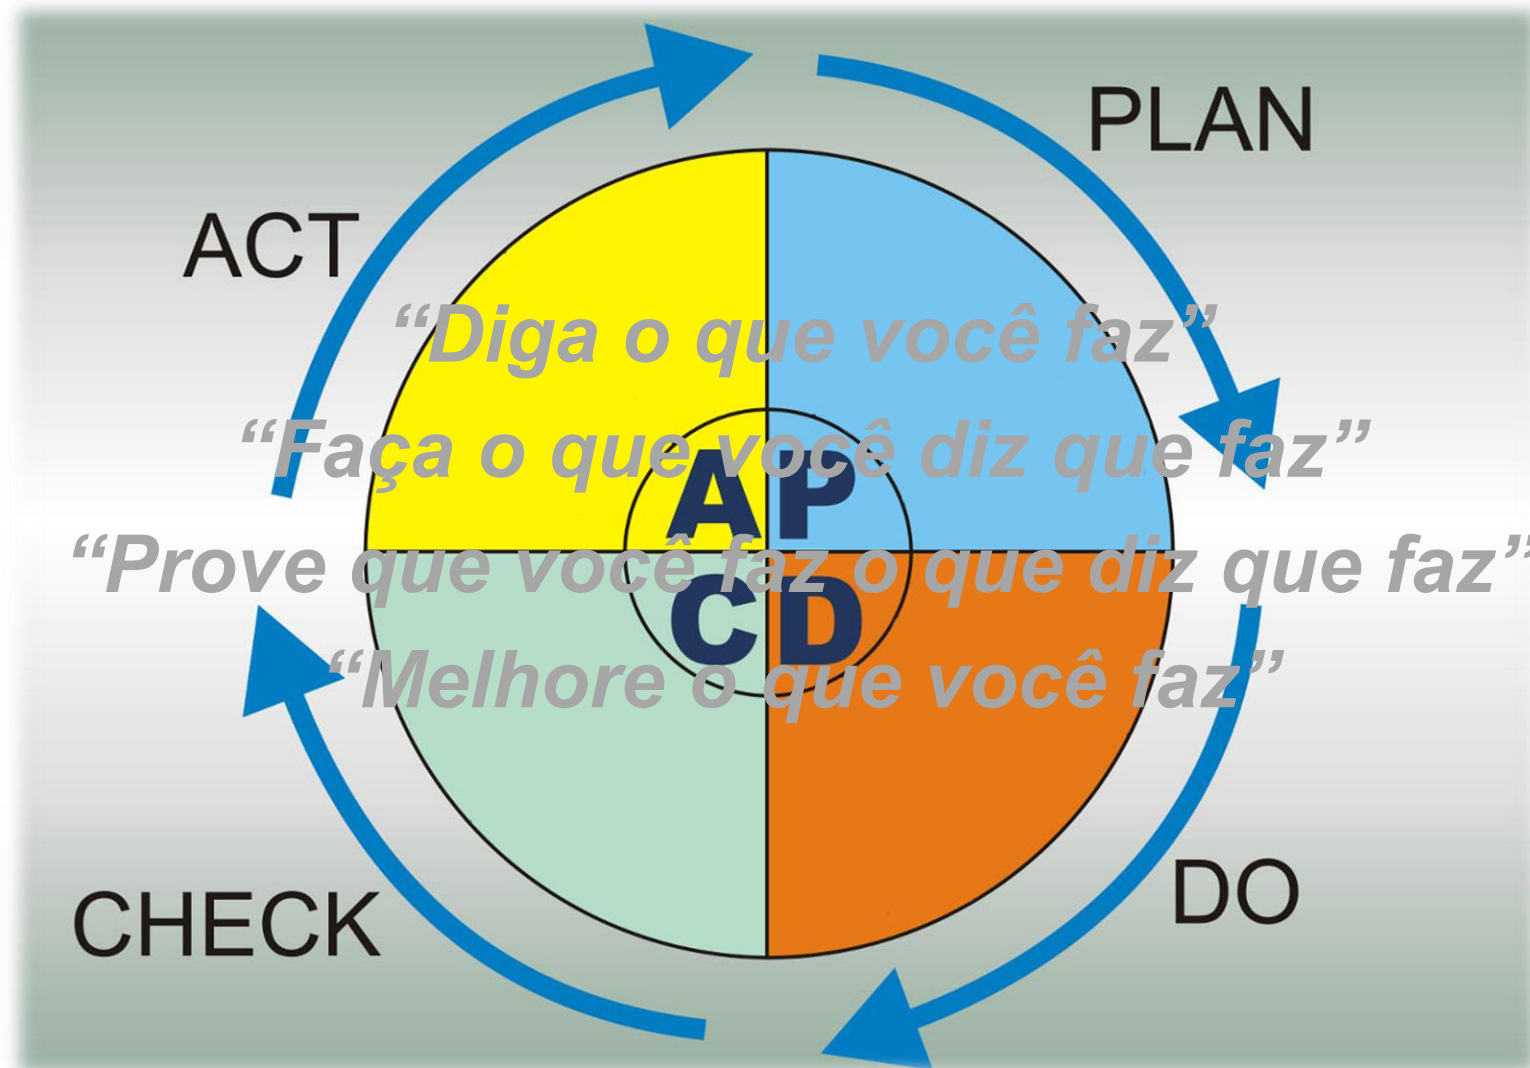 PLAN
ACT
“Diga o que você faz”
“Faça o que você diz que faz”
A P
“Prove que você faz o que diz que faz”
C D
“Melhore o que você faz”
DO
CHECK